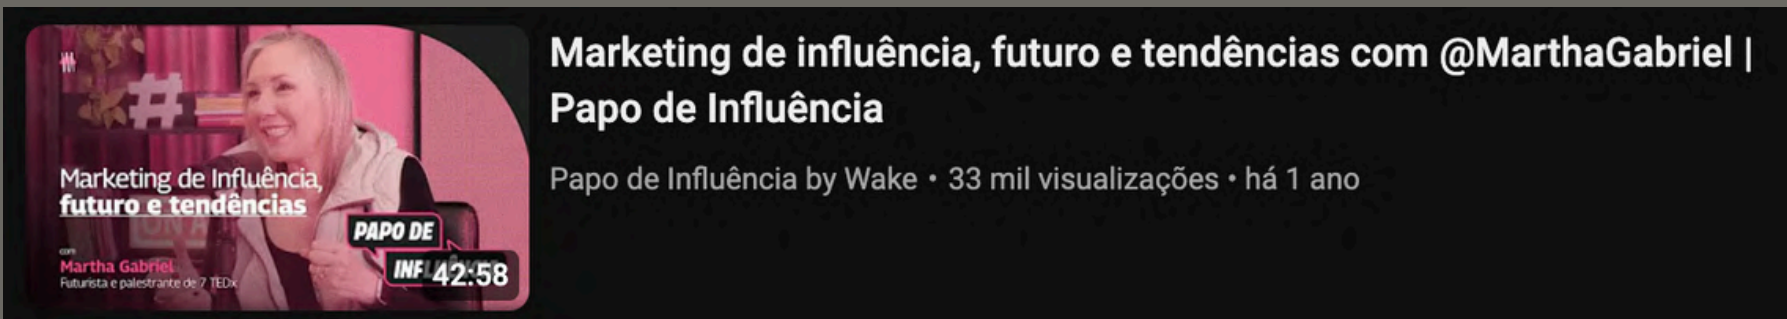 Marketing de Influência,
futuro e tendências
com
Martha Gabriel
Futurista e palestrante de 7 TEDx
PAPO DE
42:58
Marketing de influência, futuro e tendências com @MarthaGabriel |
Papo de Influência
Papo de Influência by Wake • 33 mil visualizações • há 1 ano